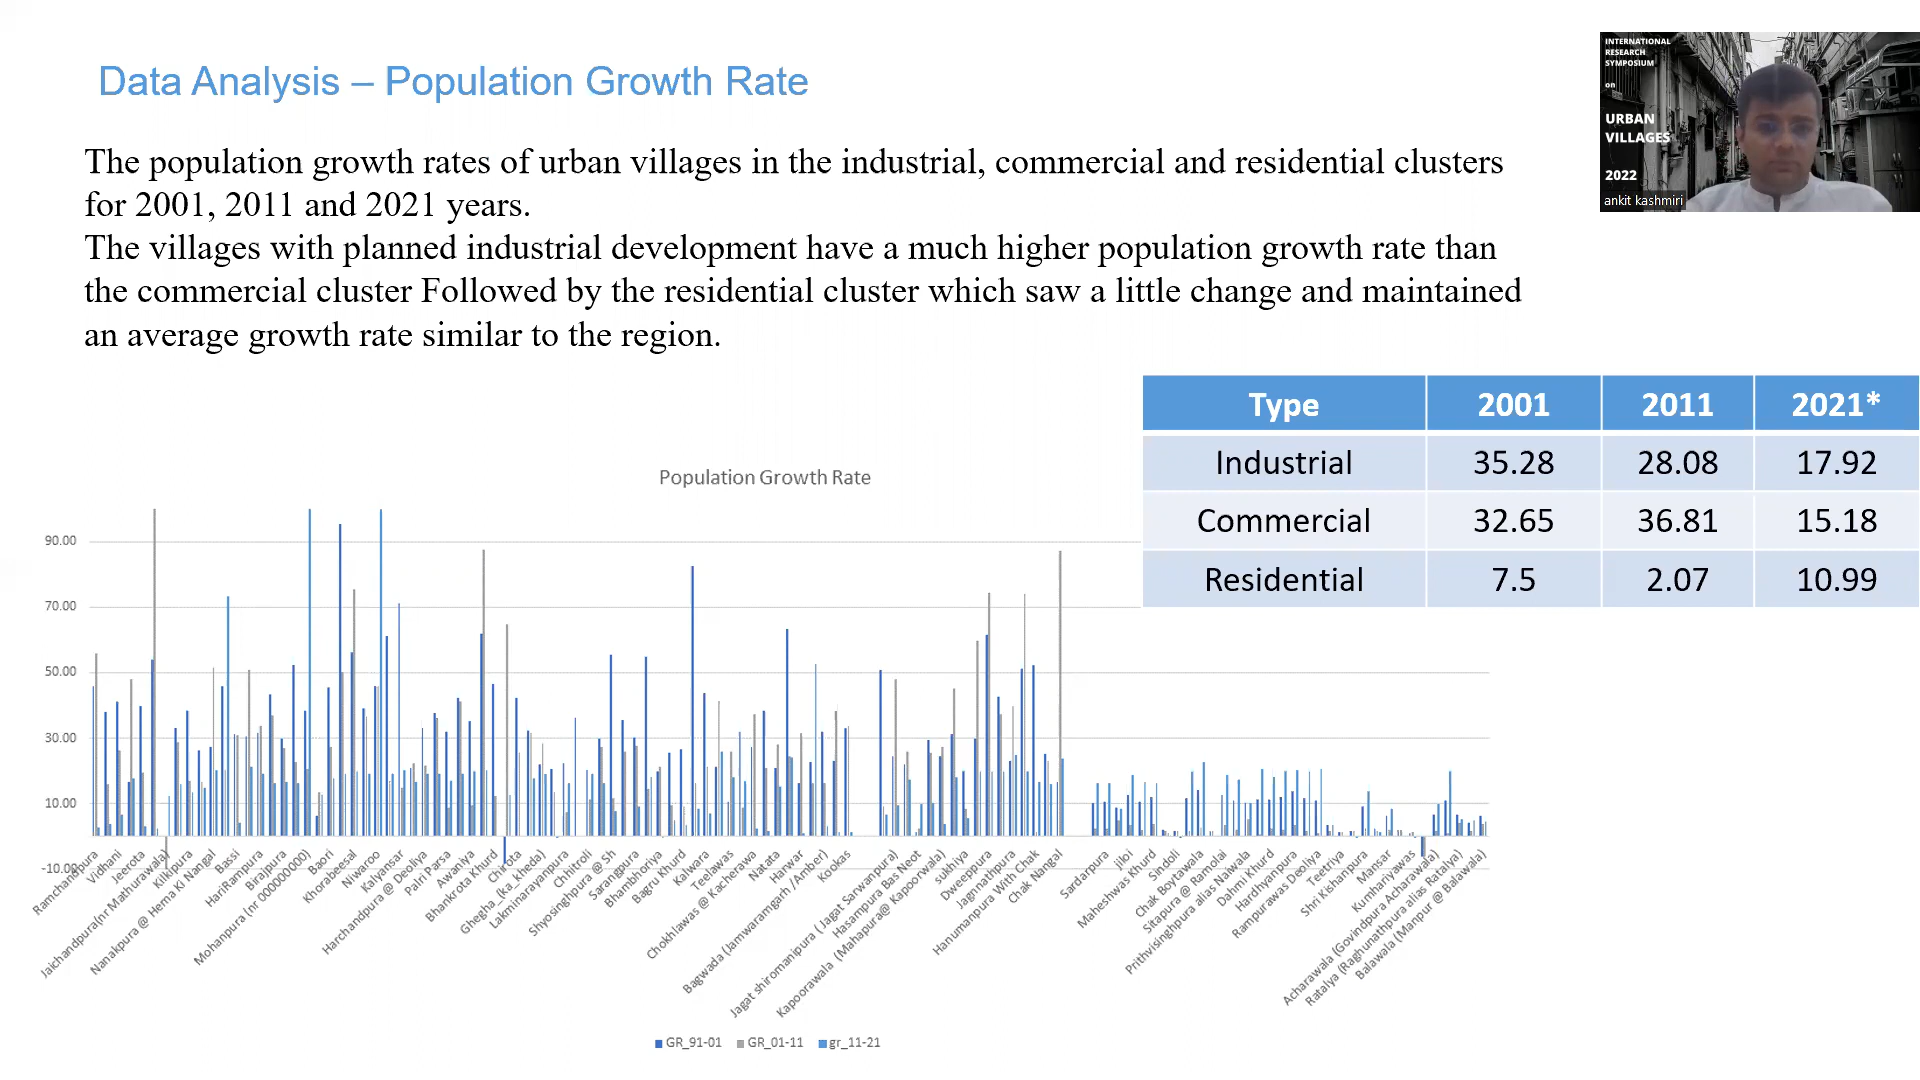 Data Analysis – Population Growth Rate
INTERNATIONAL
RESEARCH
SYMPOSIUM
on
URBAN
VILLAGES
2022
ankit kashmiri
The population growth rates of urban villages in the industrial, commercial and residential clusters
for 2001, 2011 and 2021 years.
The villages with planned industrial development have a much higher population growth rate than
the commercial cluster Followed by the residential cluster which saw a little change and maintained
an average growth rate similar to the region.
Type 2001 2011 2021*
Industrial 35.28 28.08 17.92
Commercial 32.65 36.81 15.18
Residential 7.5 2.07 10.99
Population Growth Rate
90.00
70.00
50.00
30.00
10.00
-10.00
Ramchandpura
Vidhani
Jaichandpura(nr Mathurawala)
Jeerota
Kilkipura
Nanakpura @ Hema Ki Nangal
Bassi
HariRampura
Birajpura
Mohanpura (nr 000000000)
Baori
Khorabeesal
Niwaroo
Kalyansar
Harchandpura @ Deoliya
Palri Parsa
Awaniya
Bhankrota Khurd
Chirota
Ghegha_(ka_kheda)
Lakminarayanpura
Chhitroli
Shyosinghpura @ Sh
Sarangpura
Bhambhoriya
Bagru Khurd
Kalwara
Teelawas
Chokhlawas @ Kacherawa
Natata
Harwar
Bagwada (Jamwaramgarh /Amber)
Kookas
Jagat shiromanipura ( Jagat Sarwanpura)
Hasampura Bas Neot
Kapoorawala (Mahapura@ Kapoorwala)
sukhiya
Dweeppura
Jagnnathpura
Hanumanpura With Chak
Chak Nangal
Sardarpura
Jiloi
Maheshwas Khurd
Sindoli
Chak Boytawala
Sitapura @ Ramolai
Prithvisinghpura alias Nawala
Dahmi Khurd
Hardhyanpura
Rampurawas Deoliya
Teetriya
Shri Kishanpura
Mansar
Kumhariyawas
Acharawala (Govindpura Acharawala)
Ratalya (Raghunathpura alias Ratalya)
Balawala (Manpur @ Balawala)
GR_91-01 GR_01-11 gr_11-21